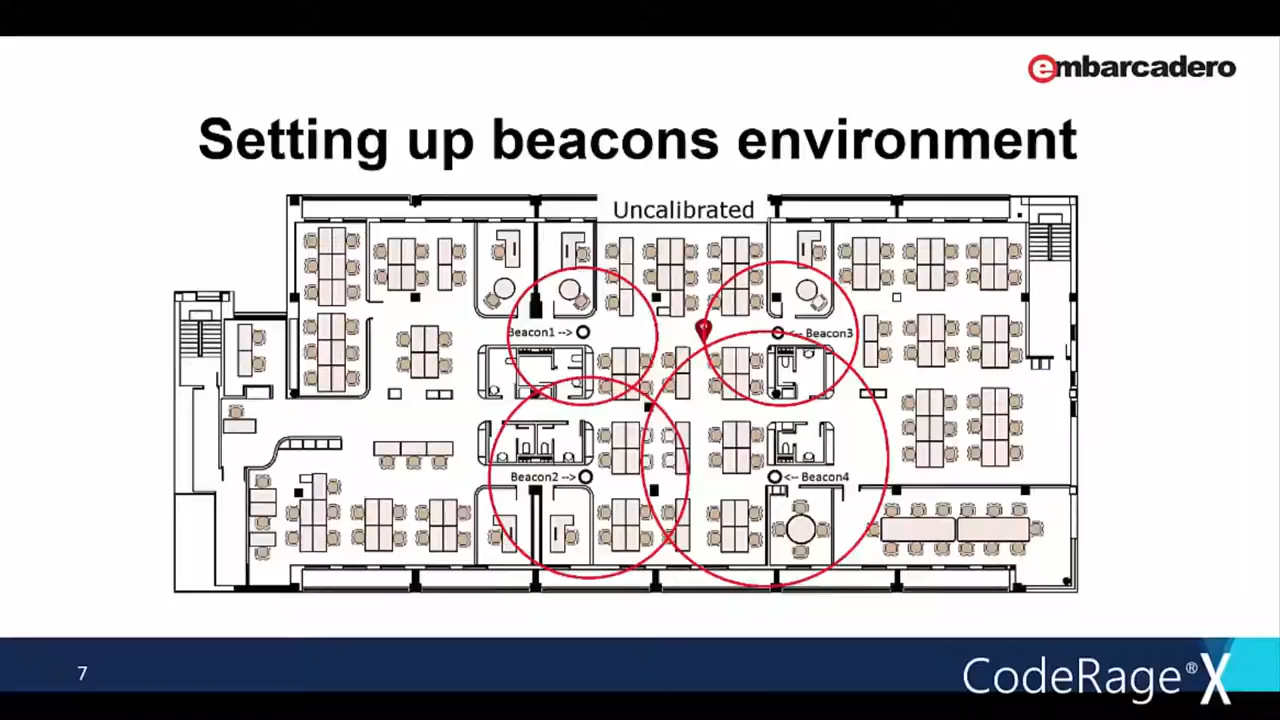 embarcadero
Setting up beacons environment
Uncalibrated
Beacon1 -->
<-- Beacon3
Beacon2 -->
<-- Beacon4
7
CodeRage® X